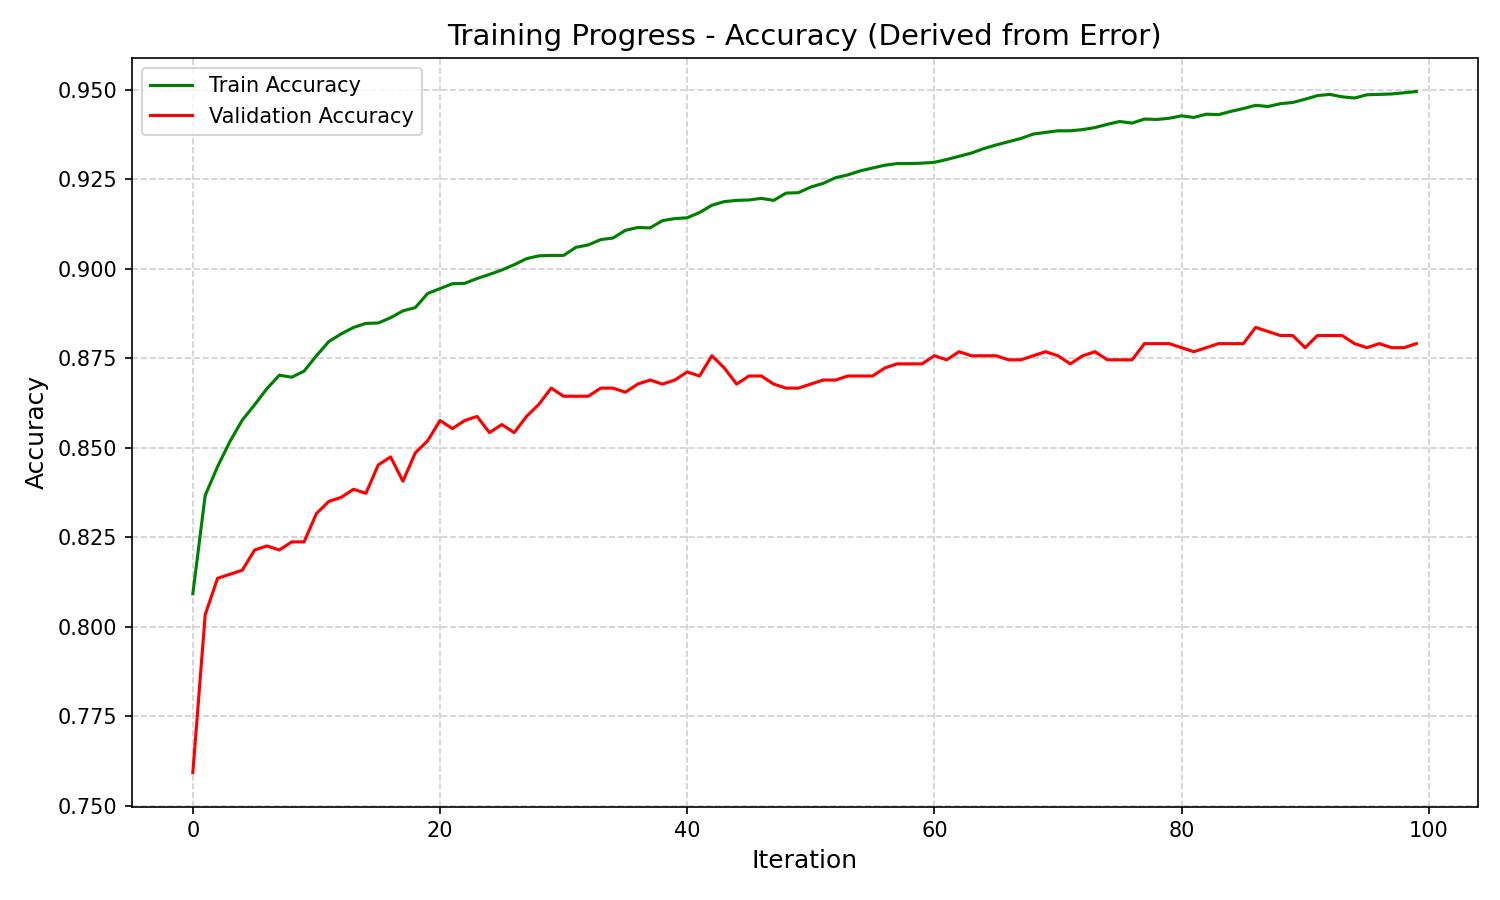 Training Progress - Accuracy (Derived from Error)
Train Accuracy
Validation Accuracy
Accuracy
0.950
0.925
0.900
0.875
0.850
0.825
0.800
0.775
0.750
0 20 40 60 80 100
Iteration